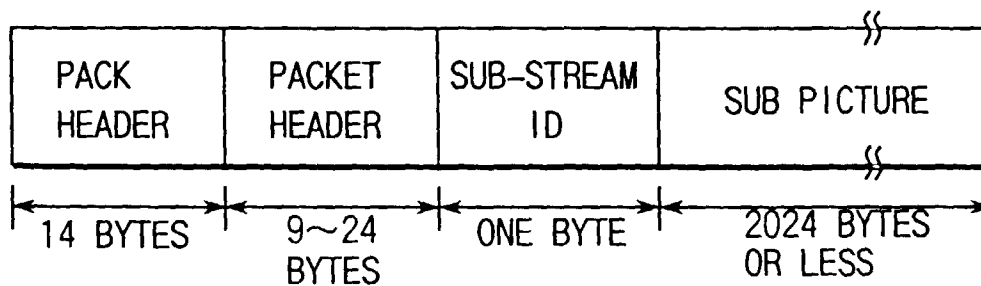 PACK
HEADER
PACKET
HEADER
SUB-STREAM
ID
SUB PICTURE
14 BYTES
9~24
BYTES
ONE BYTE
2024 BYTES
OR LESS